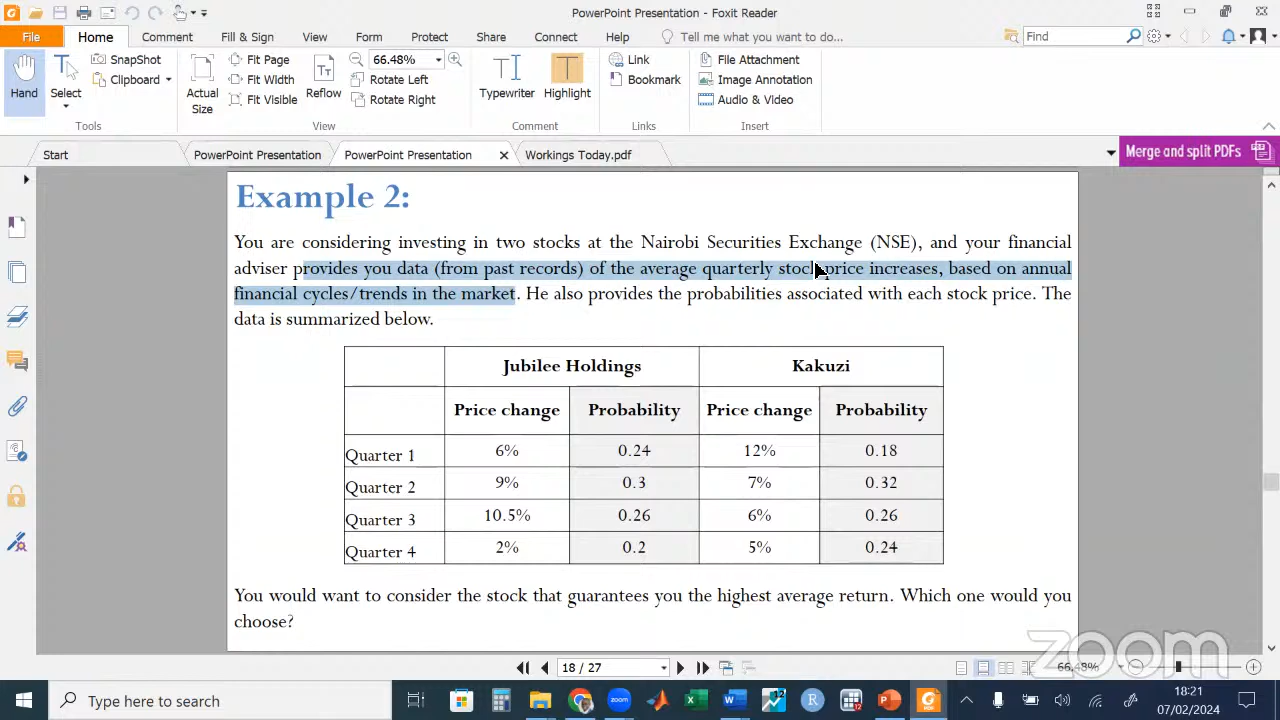 PowerPoint Presentation - Foxit Reader
File Home Comment Fill & Sign View Form Protect Share Connect Help Tell me what you want to do... Find
SnapShot Fit Page 66.48% Link File Attachment
Clipboard Fit Width Rotate Left Bookmark Image Annotation
Hand Select Actual Size Fit Visible Reflow Rotate Right Typewriter Highlight Audio & Video
Tools View Comment Links Insert
Start PowerPoint Presentation PowerPoint Presentation Workings Today.pdf Merge and split PDFs
Example 2:
You are considering investing in two stocks at the Nairobi Securities Exchange (NSE), and your financial
adviser provides you data (from past records) of the average quarterly stock price increases, based on annual
financial cycles/trends in the market. He also provides the probabilities associated with each stock price. The
data is summarized below.
Jubilee Holdings Kakuzi
Price change Probability Price change Probability
Quarter 1 6% 0.24 12% 0.18
Quarter 2 9% 0.3 7% 0.32
Quarter 3 10.5% 0.26 6% 0.26
Quarter 4 2% 0.2 5% 0.24
You would want to consider the stock that guarantees you the highest average return. Which one would you
choose?
zoom
18 / 27 66.48%
Type here to search zoom 18:21
07/02/2024